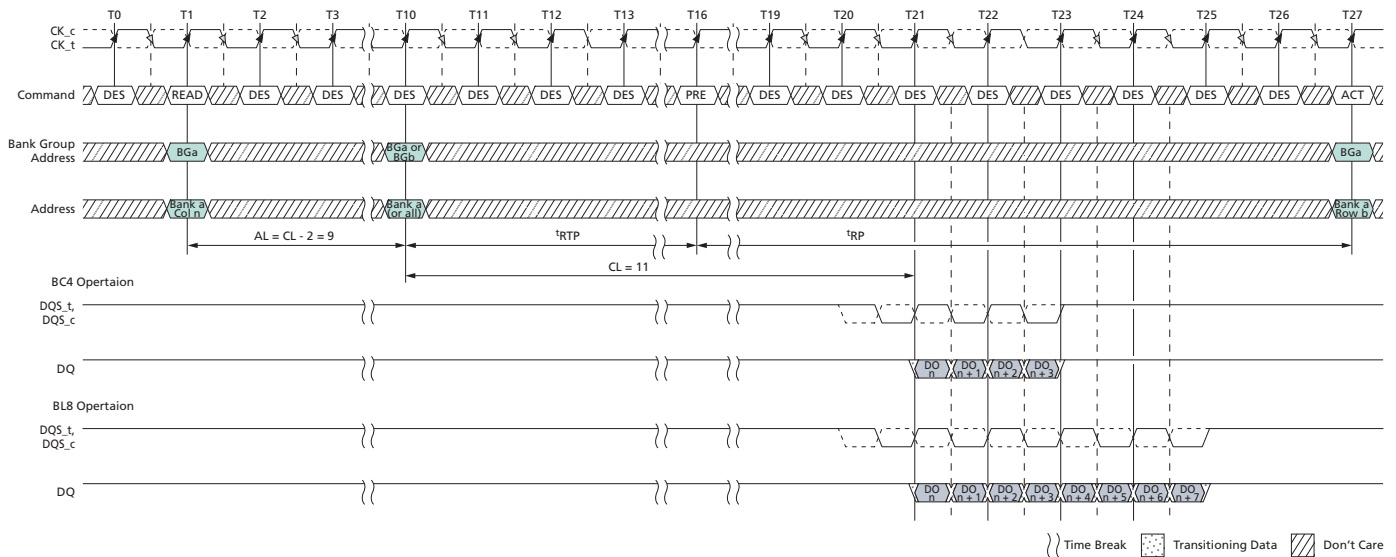 T0 T1 T2 T3 T10 T11 T12 T13 T16 T19 T20 T21 T22 T23 T24 T25 T26 T27
CK_c
CK_t
Command DES READ DES DES DES DES DES DES PRE DES DES DES DES DES DES DES DES ACT
Bank Group
Address
BGa
BGa or
BGb
BGa
Address
Bank a
Col n
Bank a
(or all)
Bank a
Row b
AL = CL - 2 = 9
tRTP
tRP
CL = 11
BC4 Opertaion
DQS_t,
DQS_c
DQ
DO
n
DO
n + 1
DO
n + 2
DO
n + 3
BL8 Opertaion
DQS_t,
DQS_c
DQ
DO
n
DO
n + 1
DO
n + 2
DO
n + 3
DO
n + 4
DO
n + 5
DO
n + 6
DO
n + 7
Time Break Transitioning Data Don't Care